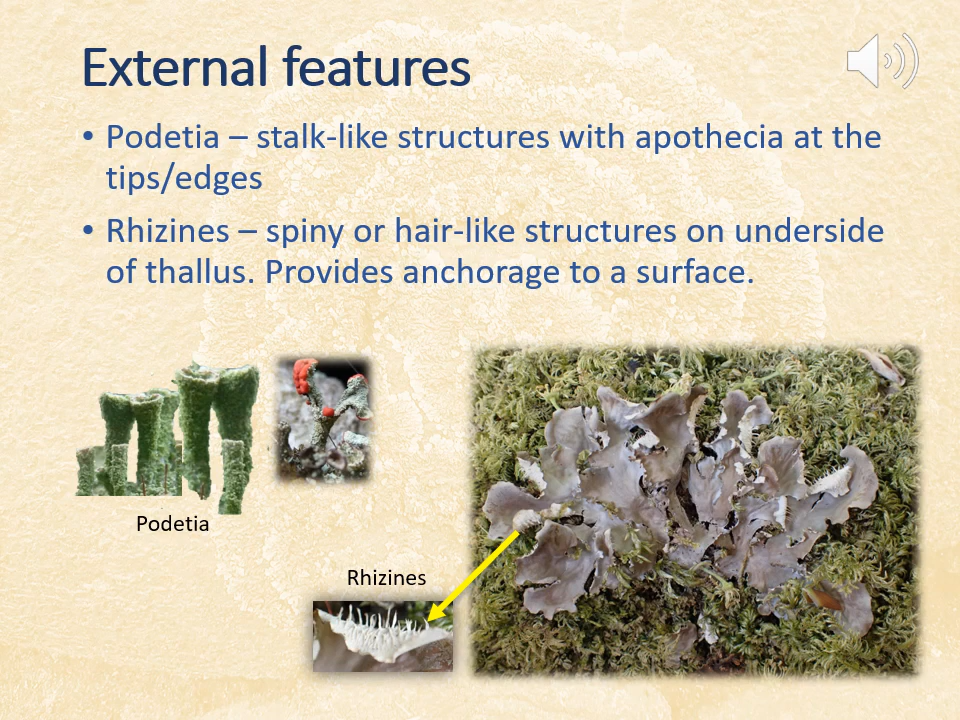 External features
• Podetia – stalk-like structures with apothecia at the
tips/edges
• Rhizines – spiny or hair-like structures on underside
of thallus. Provides anchorage to a surface.
Podetia
Rhizines